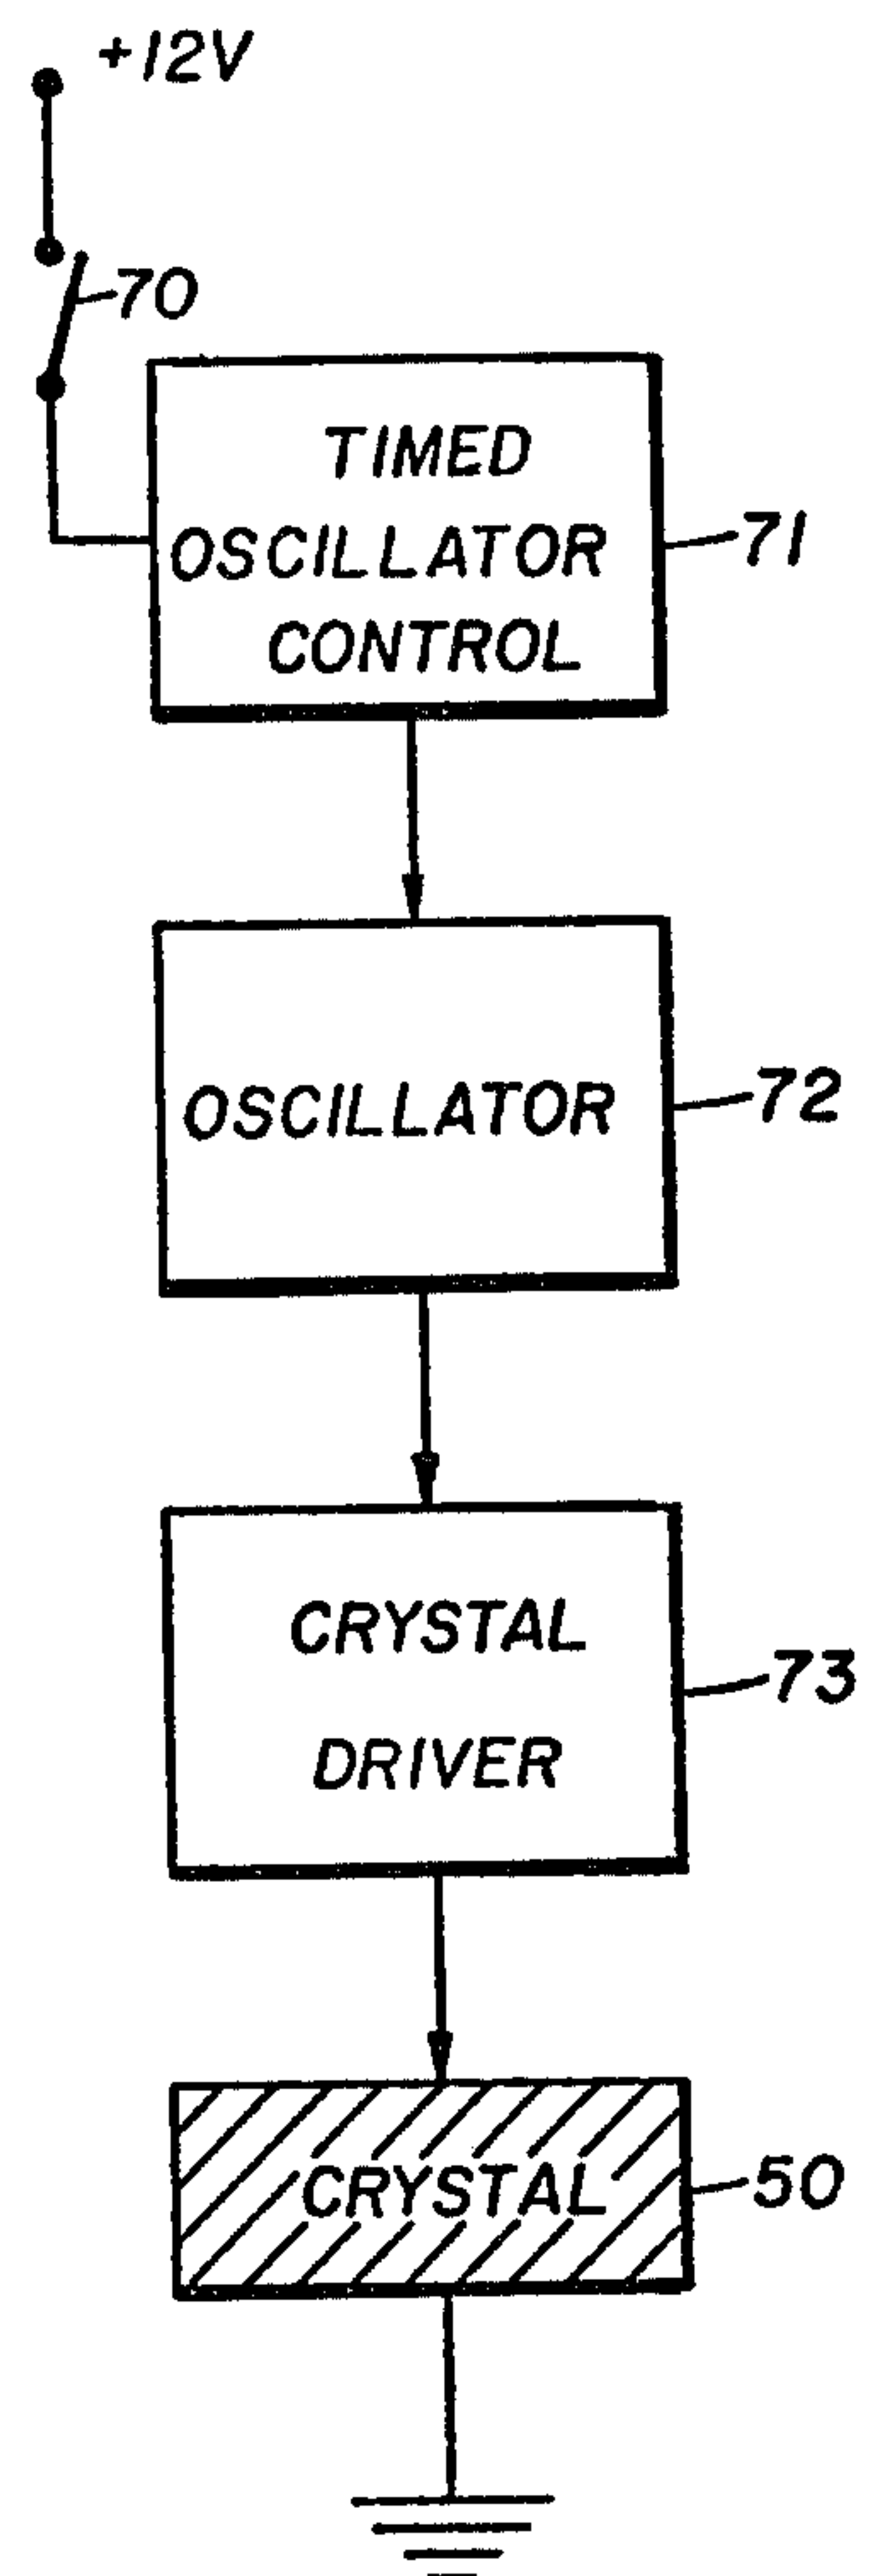 +12V
70
TIMED
OSCILLATOR
CONTROL
71
OSCILLATOR
72
CRYSTAL
DRIVER
73
CRYSTAL
50